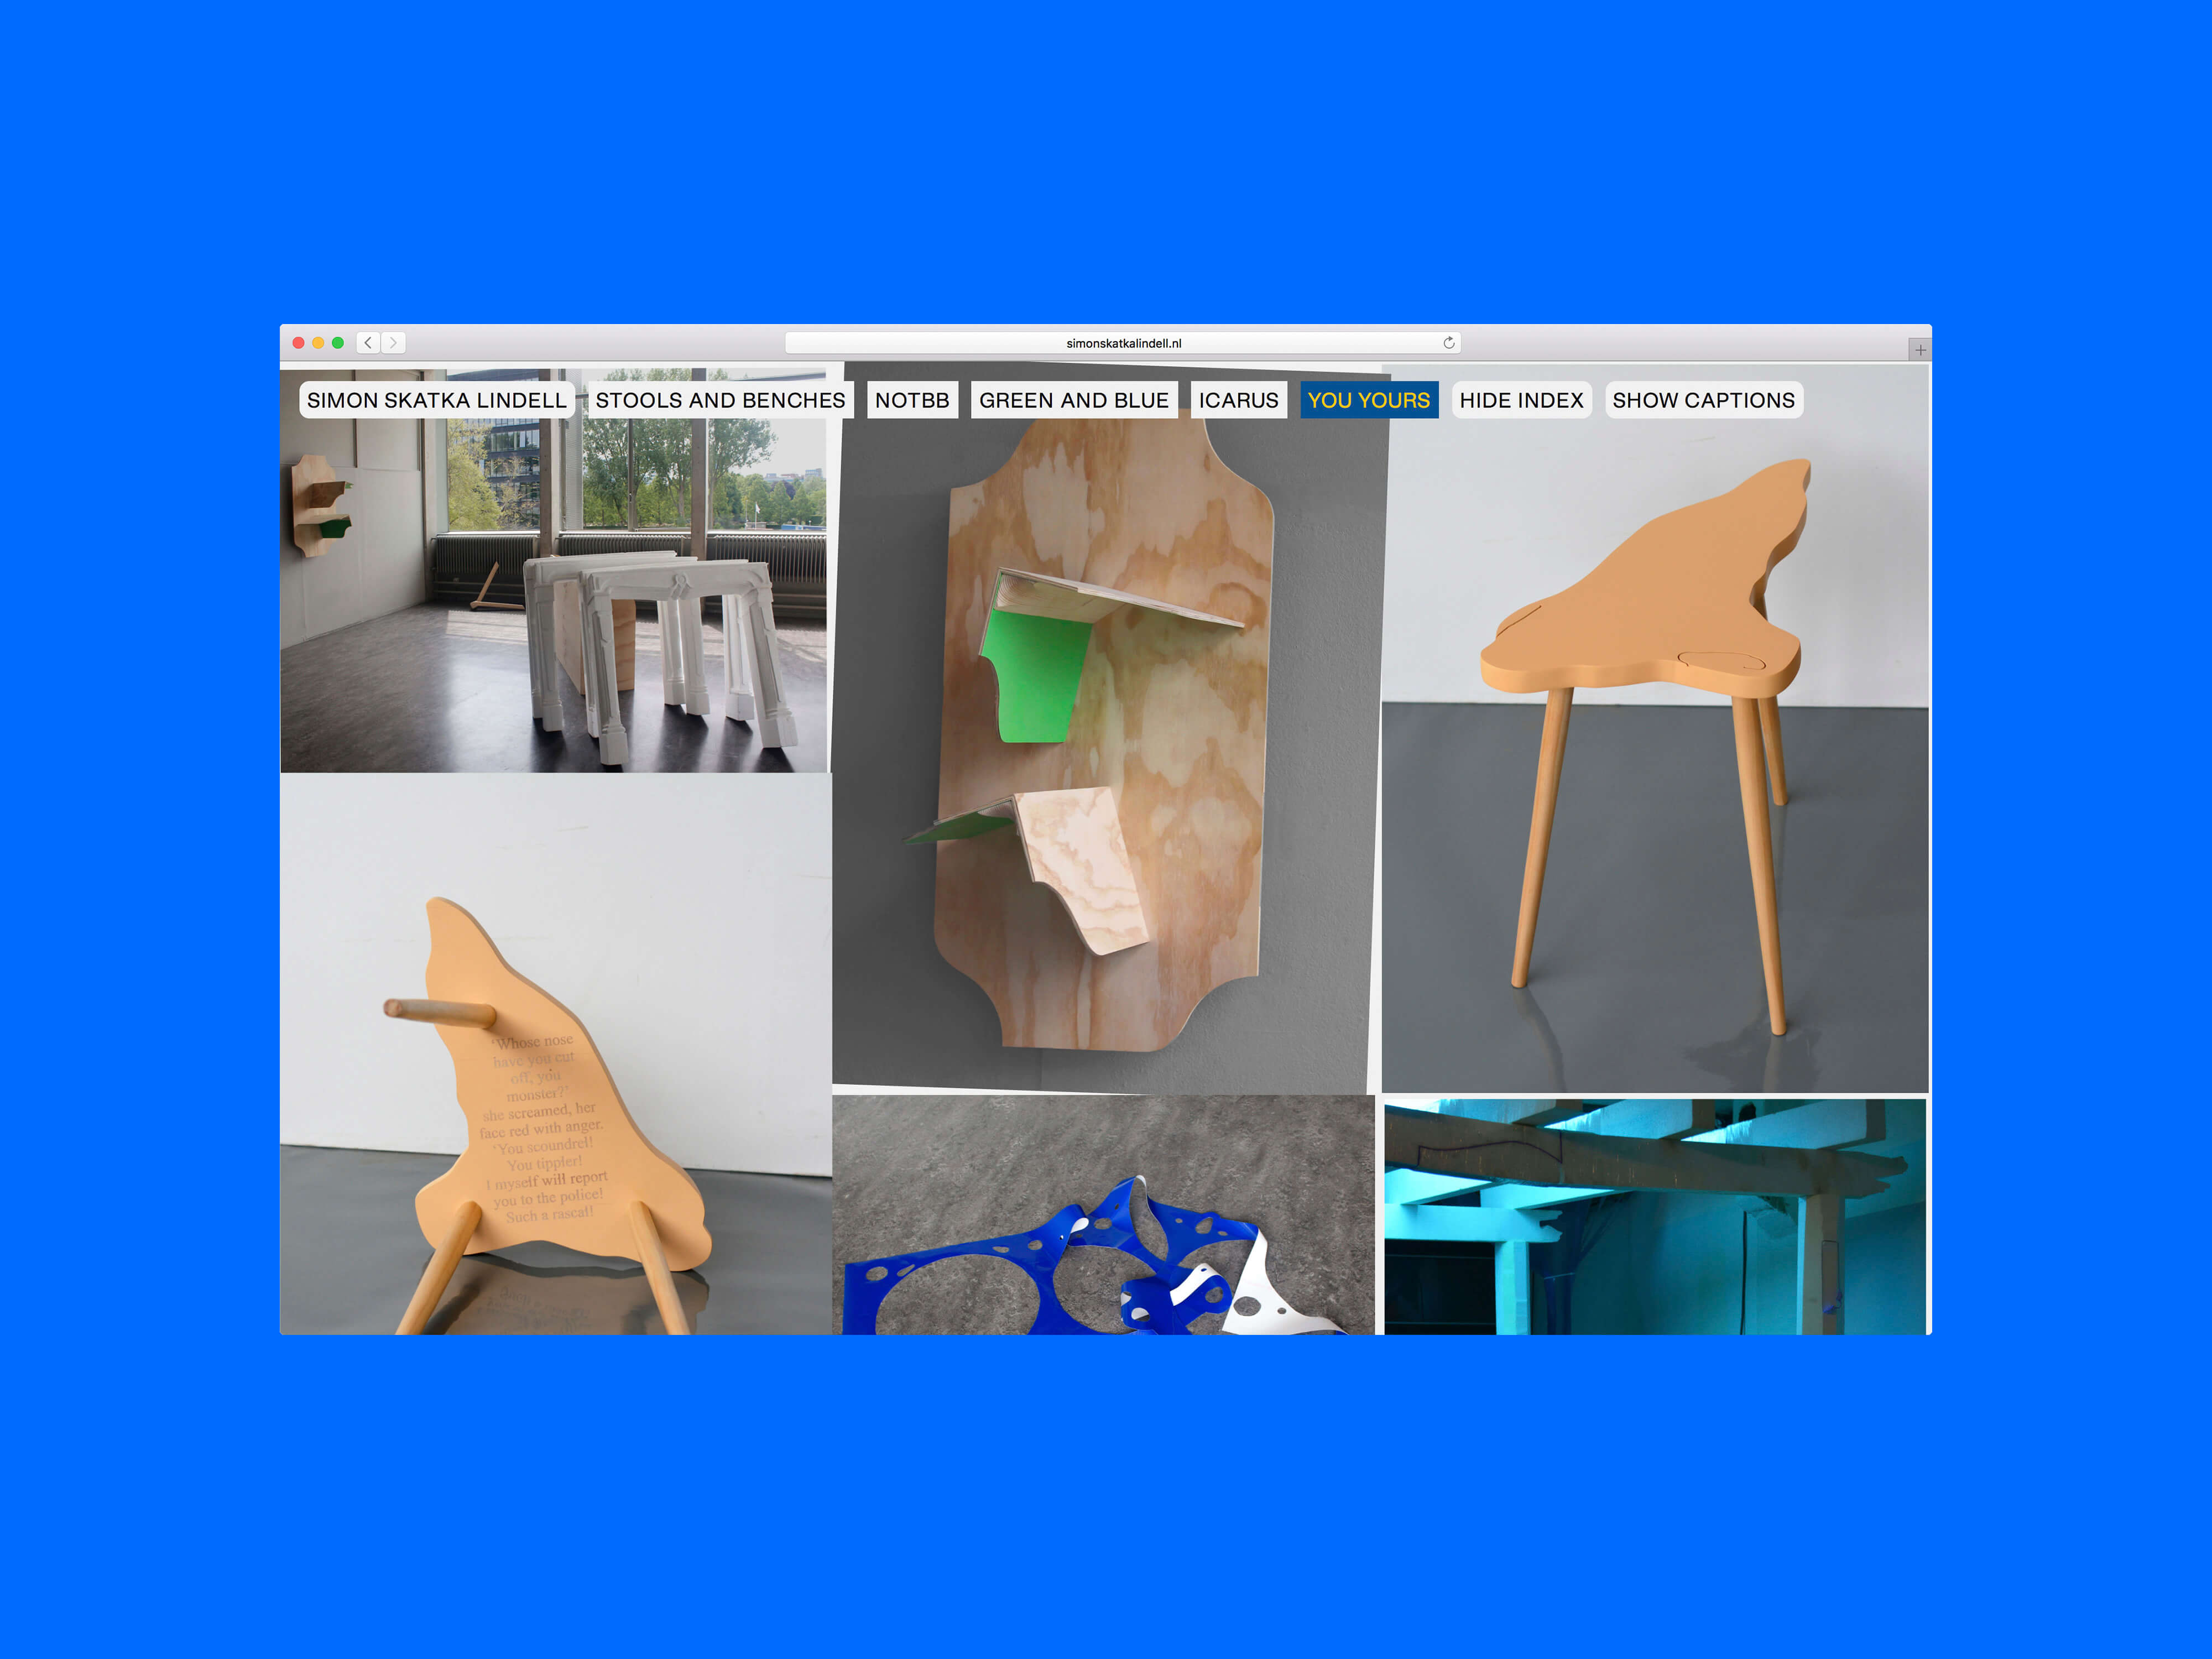 simonskatkalindell.nl
SIMON SKATKA LINDELL STOOLS AND BENCHES NOTBB GREEN AND BLUE ICARUS YOU YOURS HIDE INDEX SHOW CAPTIONS
'Whose nose
have you cut
off, you
monster?'
she screamed, her
face red with anger.
'You scoundrel!
You tippler!
I myself will report
you to the police!
Such a rascal!